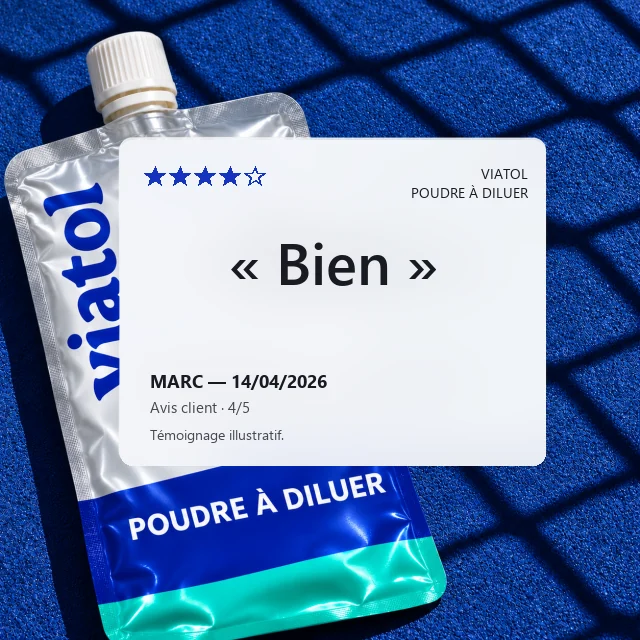 viatol
★★★★☆
VIATOL
POUDRE À DILUER
« Bien »
MARC — 14/04/2026
Avis client · 4/5
Témoignage illustratif.
POUDRE À DILUER